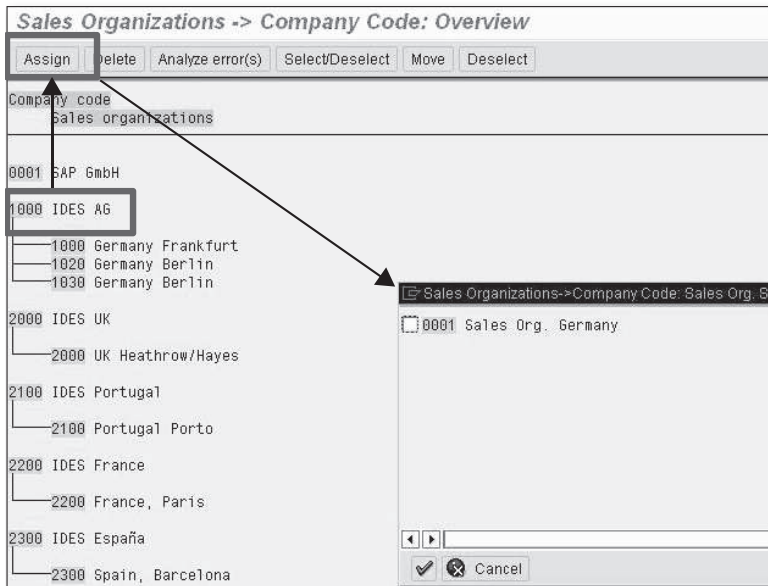 Sales Organizations -> Company Code: Overview
Assign Delete Analyze error(s) Select/Deselect Move Deselect
Company code
Sales organizations
0001 SAP GmbH
1000 IDES AG
1000 Germany Frankfurt
1020 Germany Berlin
1030 Germany Berlin
2000 IDES UK
2000 UK Heathrow/Hayes
2100 IDES Portugal
2100 Portugal Porto
2200 IDES France
2200 France, Paris
2300 IDES España
2300 Spain, Barcelona
Sales Organizations->Company Code: Sales Org. S
0001 Sales Org. Germany
Cancel